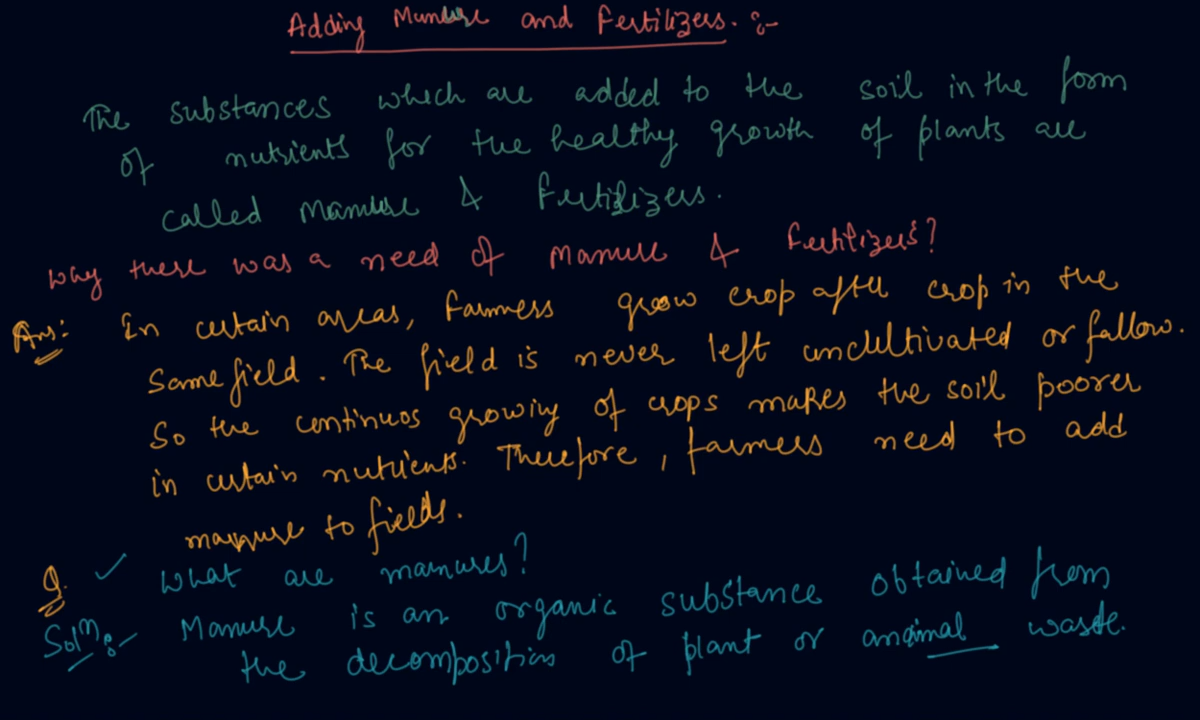 Adding Manure and Fertilizers. :-
The substances which are added to the soil in the form
of nutrients for the healthy growth of plants are
called Manure & Fertilizers.
Why there was a need of Manure & Fertilizers?
Ans: In certain areas, farmers grow crop after crop in the
same field. The field is never left uncultivated or fallow.
So the continuos growing of crops makes the soil poorer
in certain nutrients. Therefore, farmers need to add
manure to fields.
Q. ✓ What are manures?
Solⁿ:- Manure is an organic substance obtained from
the decomposition of plant or animal waste.